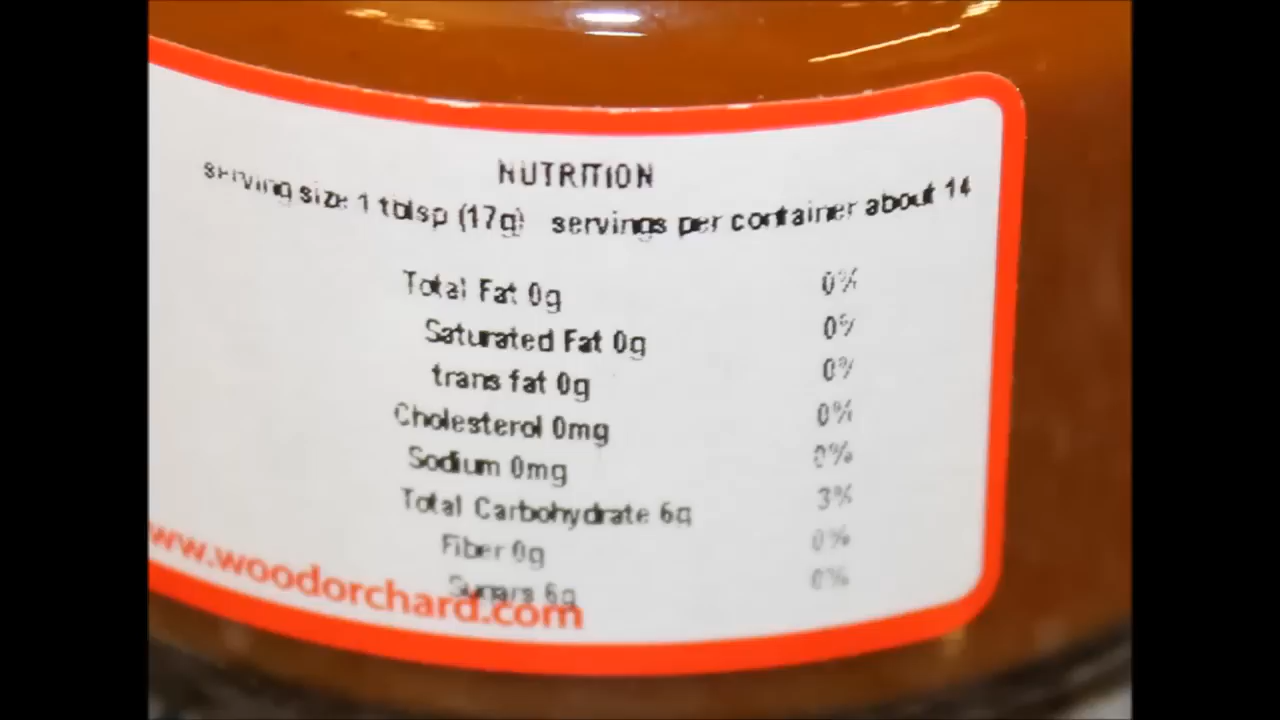 NUTRITION
serving size 1 tblsp (17g) servings per container about 14
Total Fat 0g 0%
Saturated Fat 0g 0%
trans fat 0g 0%
Cholesterol 0mg 0%
Sodium 0mg 0%
Total Carbohydrate 6g 3%
Fiber 0g 0%
Sugars 6g 0%
www.woodorchard.com